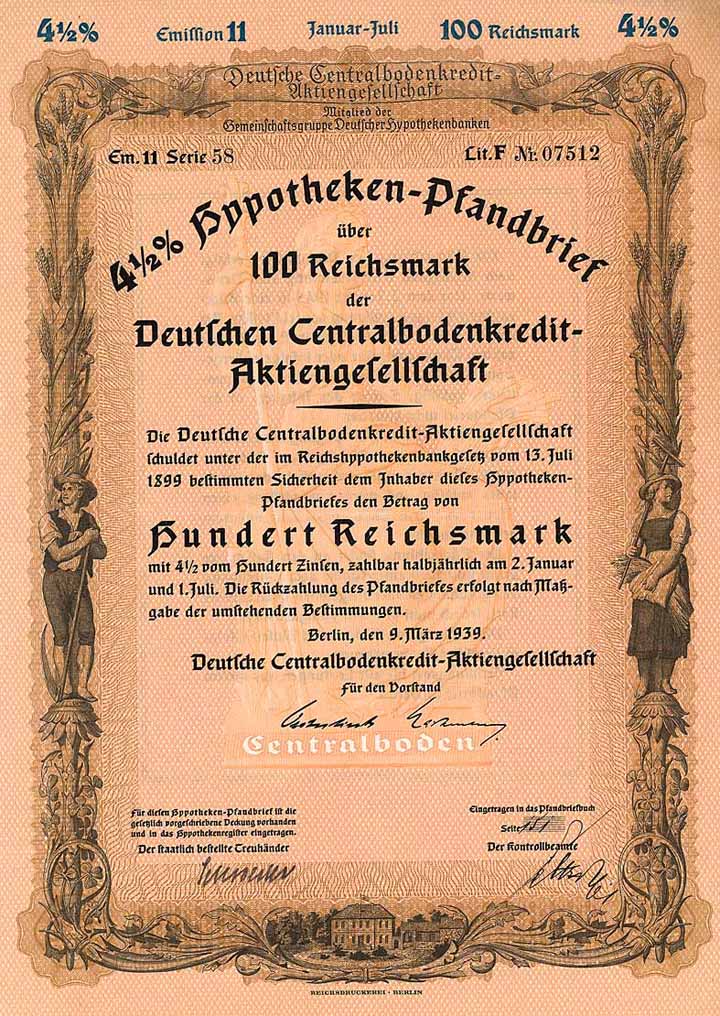 4½% Emission 11 Januar-Juli 100 Reichsmark 4½%
Deutsche Centralbodenkredit-
Aktiengesellschaft
Mitglied der
Gemeinschaftsgruppe Deutscher Hypothekenbanken
Em. 11 Serie 58 Lit. F Nr. 07512
4½% Hypotheken-Pfandbrief
über
100 Reichsmark
der
Deutschen Centralbodenkredit-
Aktiengesellschaft
Die Deutsche Centralbodenkredit-Aktiengesellschaft
schuldet unter der im Reichshypothekenbankgesetz vom 13. Juli
1899 bestimmten Sicherheit dem Inhaber dieses Hypotheken-
Pfandbriefes den Betrag von
Hundert Reichsmark
mit 4½ vom Hundert Zinsen, zahlbar halbjährlich am 2. Januar
und 1. Juli. Die Rückzahlung des Pfandbriefes erfolgt nach Maß-
gabe der umstehenden Bestimmungen.
Berlin, den 9. März 1939.
Deutsche Centralbodenkredit-Aktiengesellschaft
Für den Vorstand
Centralboden
Für diesen Hypotheken-Pfandbrief ist die
gesetzlich vorgeschriebene Deckung vorhanden
und in das Hypothekenregister eingetragen.
Der staatlich bestellte Treuhänder
Eingetragen in das Pfandbriefbuch
Seite 151
Der Kontrollbeamte
REICHSDRUCKEREI · BERLIN